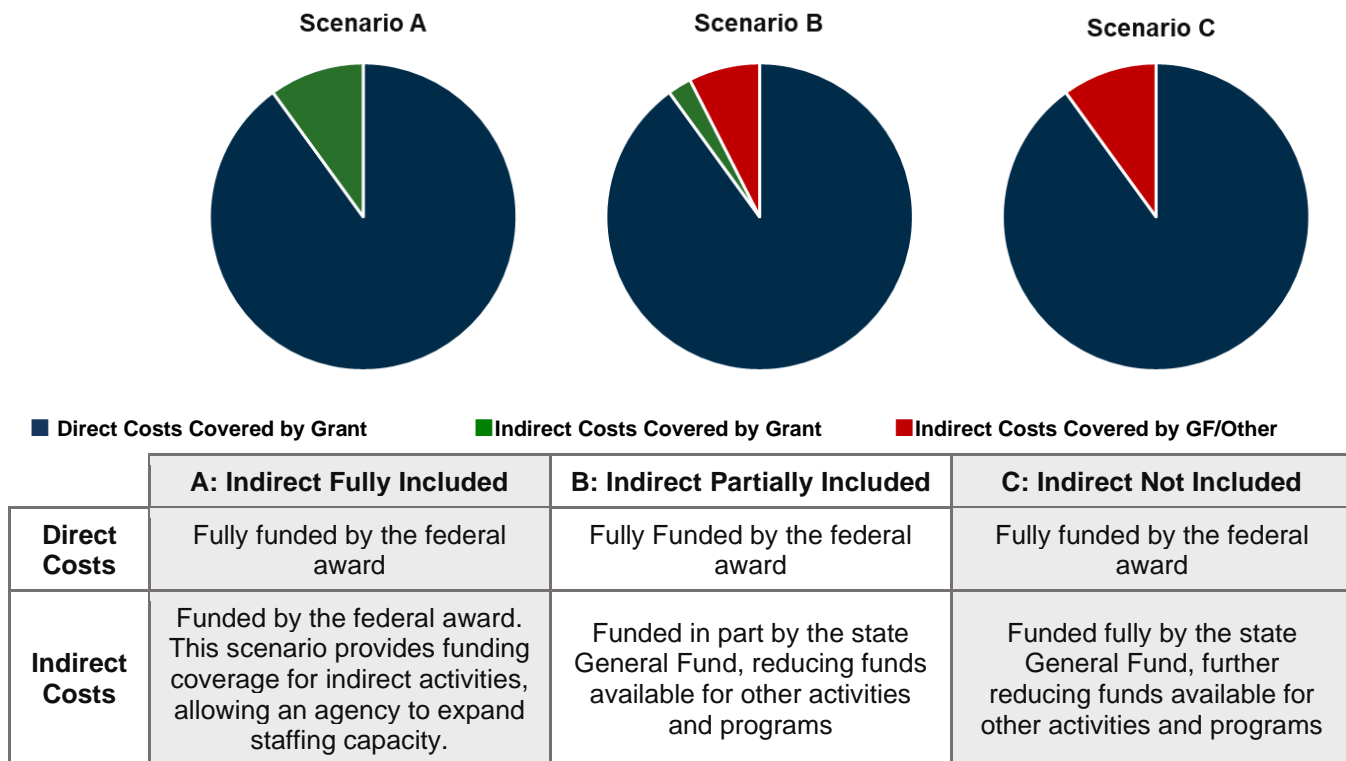 Scenario A
Scenario B
Scenario C
Direct Costs Covered by Grant
Indirect Costs Covered by Grant
Indirect Costs Covered by GF/Other
A: Indirect Fully Included
B: Indirect Partially Included
C: Indirect Not Included
Direct
Costs
Fully funded by the federal
award
Fully Funded by the federal
award
Fully funded by the federal
award
Indirect
Costs
Funded by the federal award.
This scenario provides funding
coverage for indirect activities,
allowing an agency to expand
staffing capacity.
Funded in part by the state
General Fund, reducing funds
available for other activities
and programs
Funded fully by the state
General Fund, further
reducing funds available for
other activities and programs